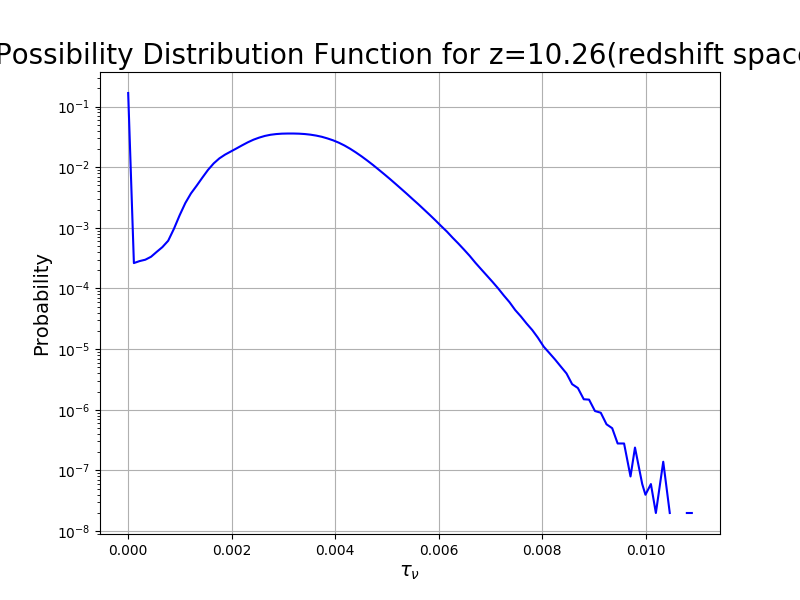 Possibility Distribution Function for z=10.26(redshift space
Probability
10⁻¹
10⁻²
10⁻³
10⁻⁴
10⁻⁵
10⁻⁶
10⁻⁷
10⁻⁸
0.000 0.002 0.004 0.006 0.008 0.010
τ_ν